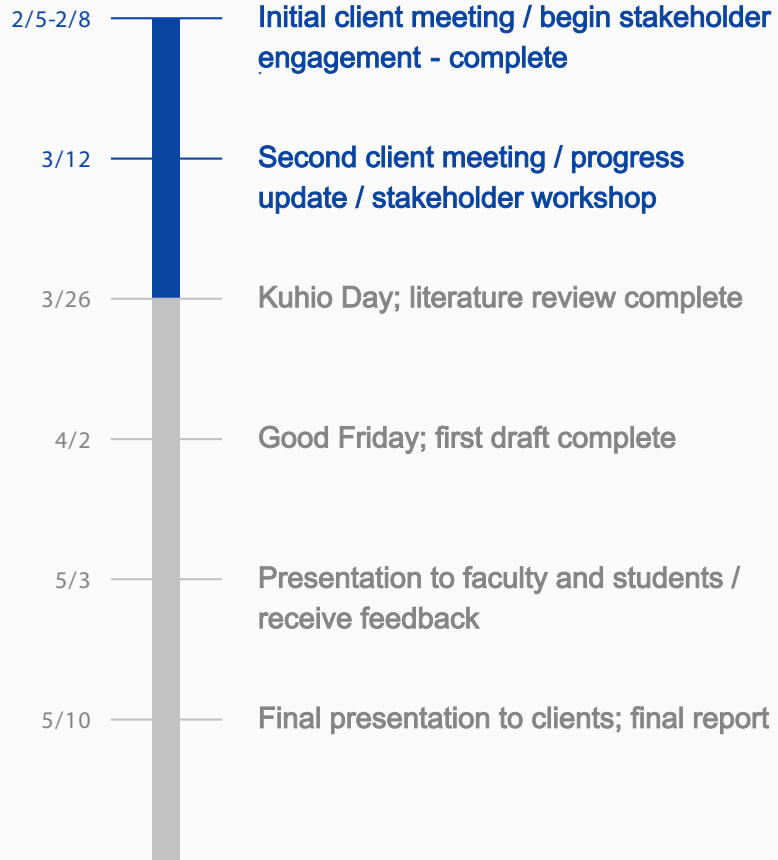 2/5-2/8 Initial client meeting / begin stakeholder
engagement - complete
3/12 Second client meeting / progress
update / stakeholder workshop
3/26 Kuhio Day; literature review complete
4/2 Good Friday; first draft complete
5/3 Presentation to faculty and students /
receive feedback
5/10 Final presentation to clients; final report